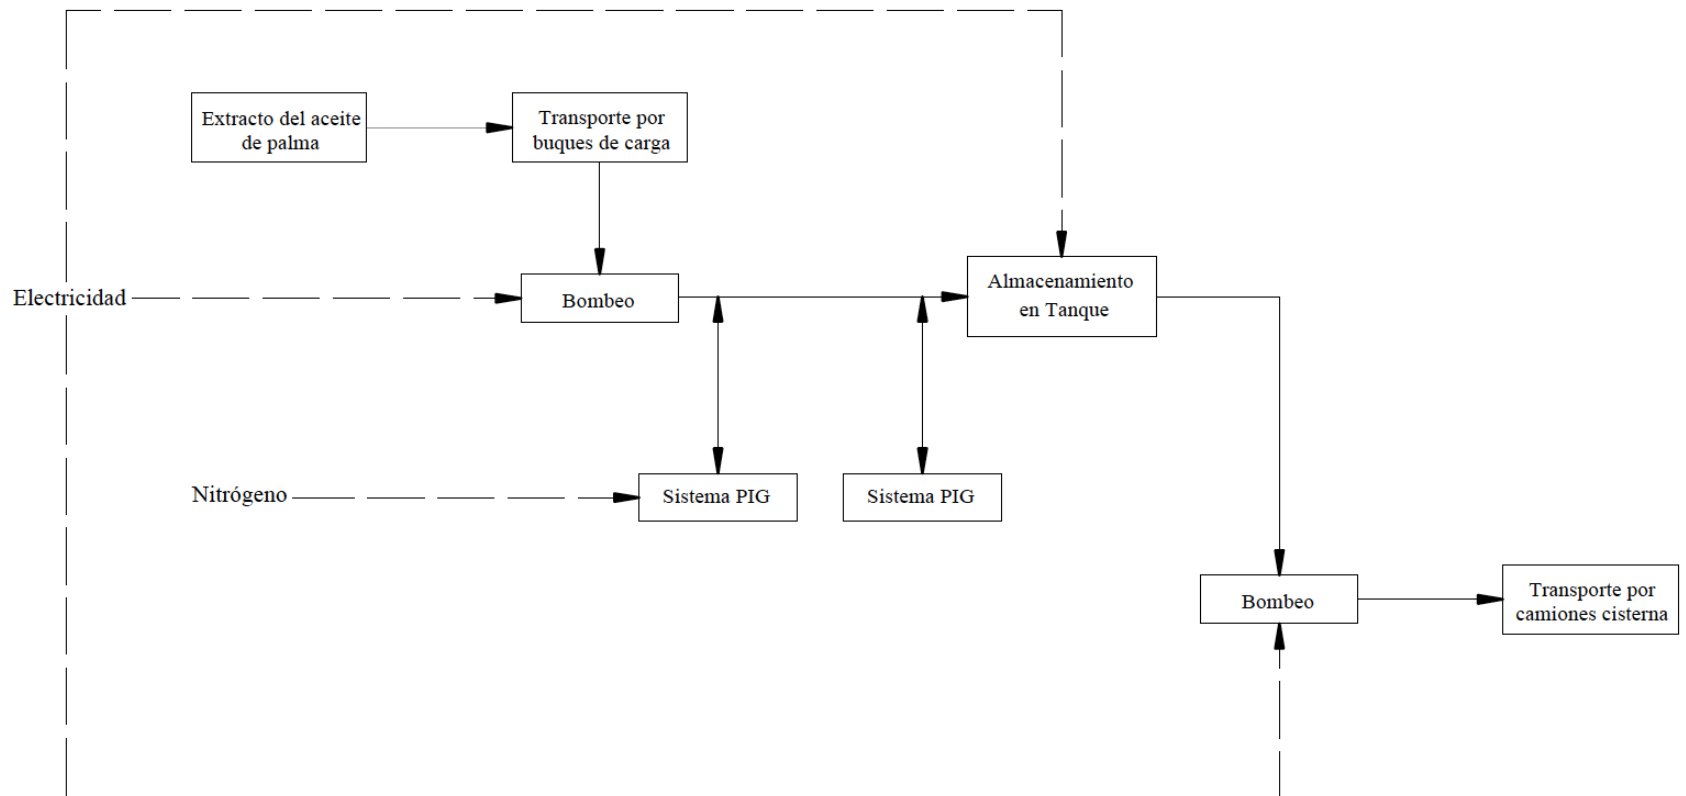 Extracto del aceite
de palma
Transporte por
buques de carga
Electricidad
Bombeo
Almacenamiento
en Tanque
Nitrógeno
Sistema PIG
Sistema PIG
Bombeo
Transporte por
camiones cisterna